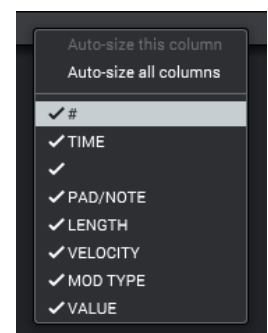 Auto-size this column
Auto-size all columns
#
TIME
PAD/NOTE
LENGTH
VELOCITY
MOD TYPE
VALUE